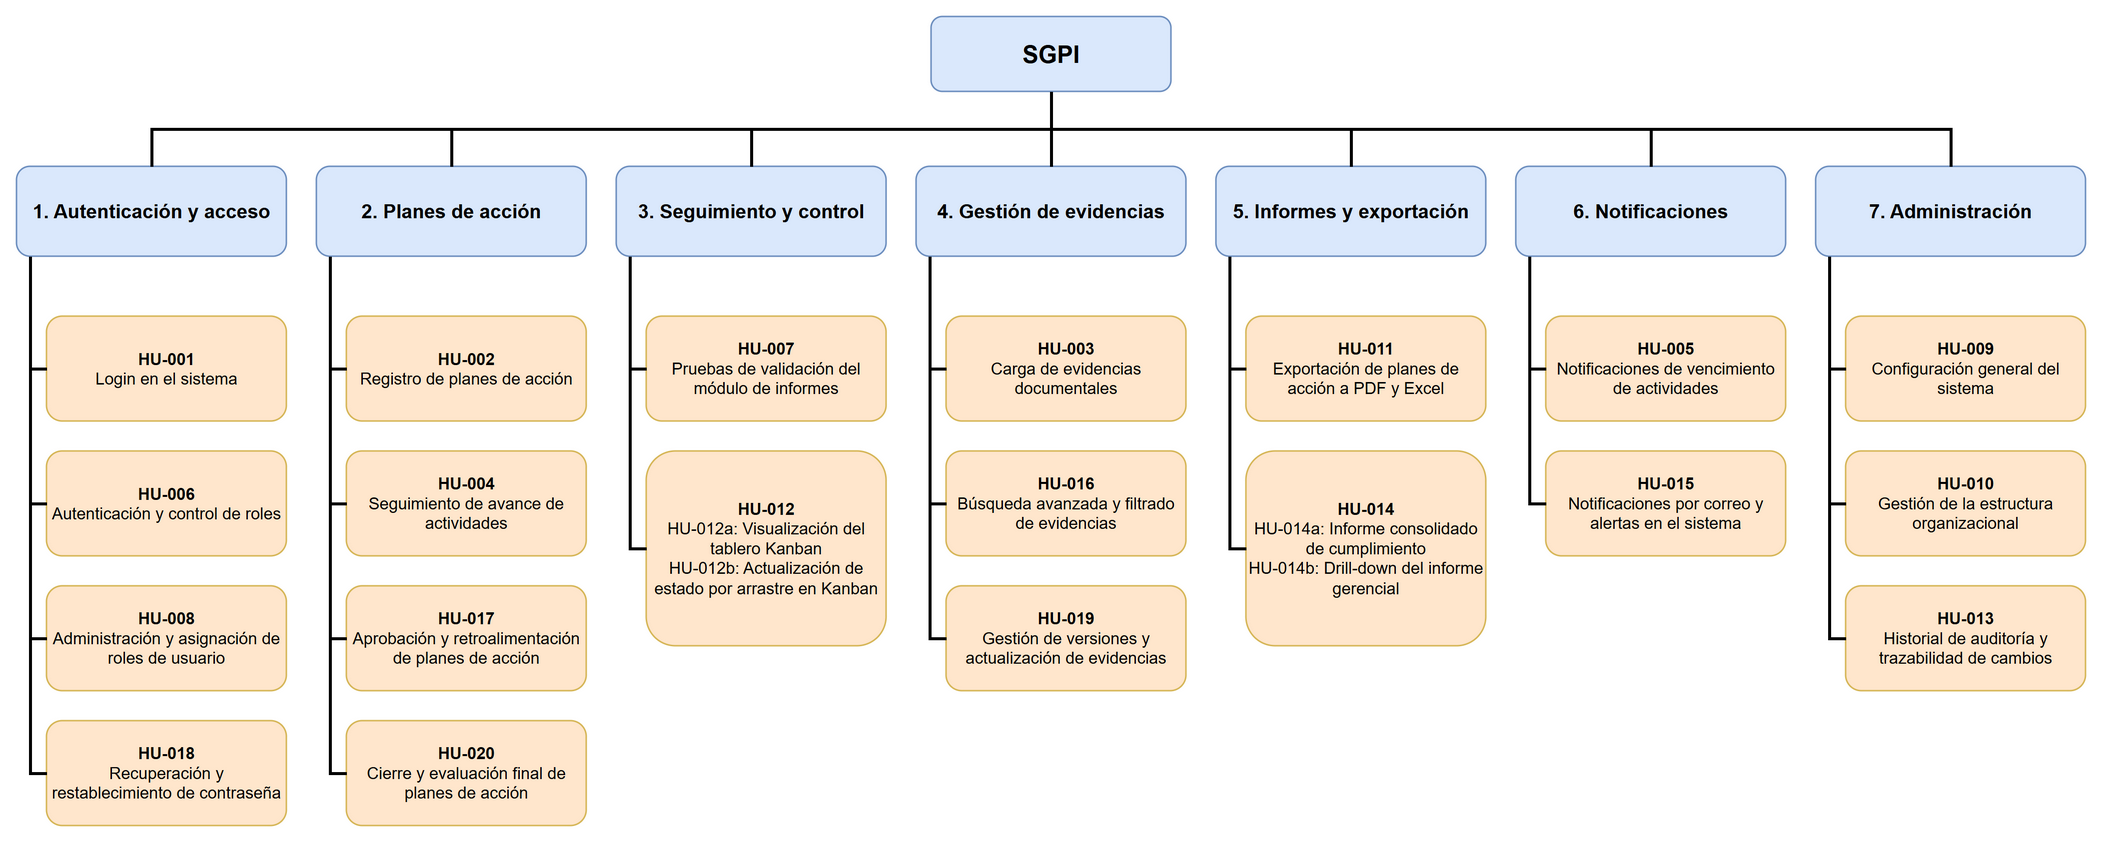 SGPI
1. Autenticación y acceso
2. Planes de acción
3. Seguimiento y control
4. Gestión de evidencias
5. Informes y exportación
6. Notificaciones
7. Administración
HU-001
Login en el sistema
HU-006
Autenticación y control de roles
HU-008
Administración y asignación de
roles de usuario
HU-018
Recuperación y
restablecimiento de contraseña
HU-002
Registro de planes de acción
HU-004
Seguimiento de avance de
actividades
HU-017
Aprobación y retroalimentación
de planes de acción
HU-020
Cierre y evaluación final de
planes de acción
HU-007
Pruebas de validación del
módulo de informes
HU-012
HU-012a: Visualización del
tablero Kanban
HU-012b: Actualización de
estado por arrastre en Kanban
HU-003
Carga de evidencias
documentales
HU-016
Búsqueda avanzada y filtrado
de evidencias
HU-019
Gestión de versiones y
actualización de evidencias
HU-011
Exportación de planes de
acción a PDF y Excel
HU-014
HU-014a: Informe consolidado
de cumplimiento
HU-014b: Drill-down del informe
gerencial
HU-005
Notificaciones de vencimiento
de actividades
HU-015
Notificaciones por correo y
alertas en el sistema
HU-009
Configuración general del
sistema
HU-010
Gestión de la estructura
organizacional
HU-013
Historial de auditoría y
trazabilidad de cambios